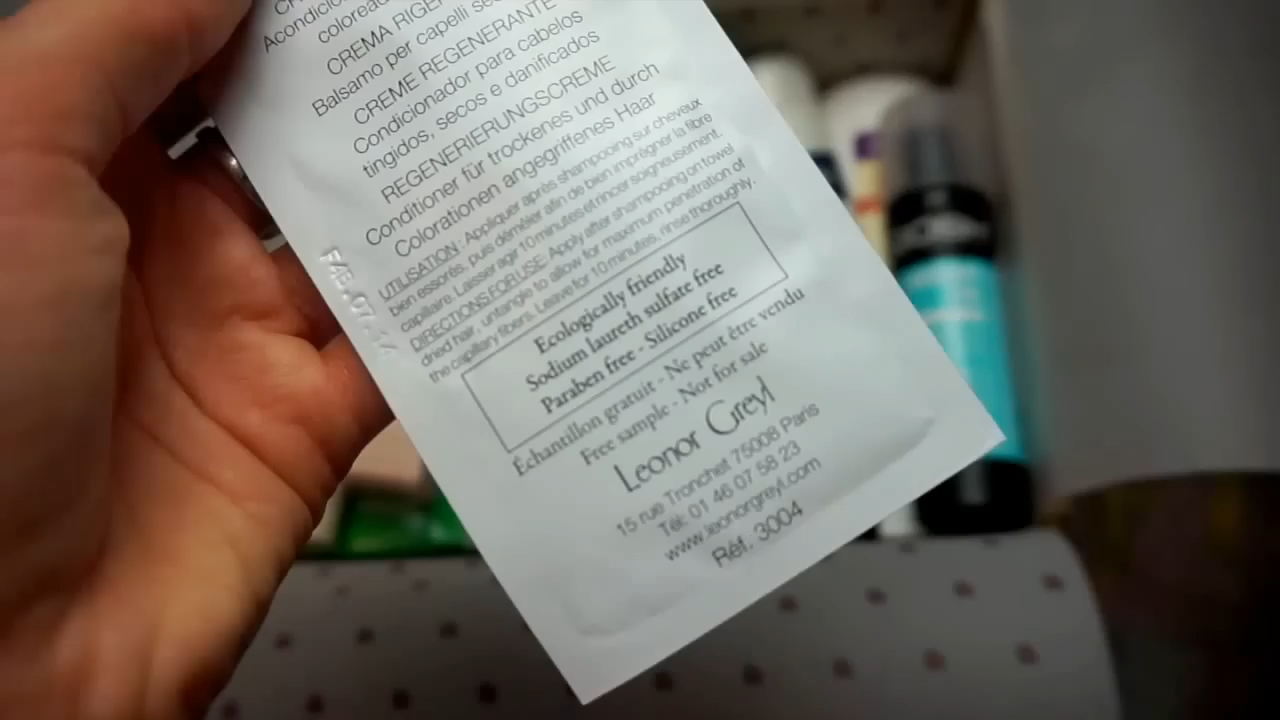 Acondicio
colorea
CREMA RIGE
Balsamo per capelli se
CREME REGENERANTE
Condicionador para cabelos
tingidos, secos e danificados
REGENERIERUNGSCREME
Conditioner für trockenes und durch
Colorationen angegriffenes Haar
UTILISATION : Appliquer après shampooing sur cheveux
bien essorés, puis démêler afin de bien imprégner la fibre
capillaire. Laisser agir 10 minutes et rincer soigneusement.
DIRECTIONS FOR USE: Apply after shampooing on towel
dried hair, untangle to allow for maximum penetration of
the capillary fibers. Leave for 10 minutes, rinse thoroughly.
Ecologically friendly
Sodium laureth sulfate free
Paraben free - Silicone free
Échantillon gratuit - Ne peut être vendu
Free sample - Not for sale
Leonor Greyl
15 rue Tronchet 75008 Paris
Tél: 01 46 07 58 23
www.leonorgreyl.com
Réf. 3004